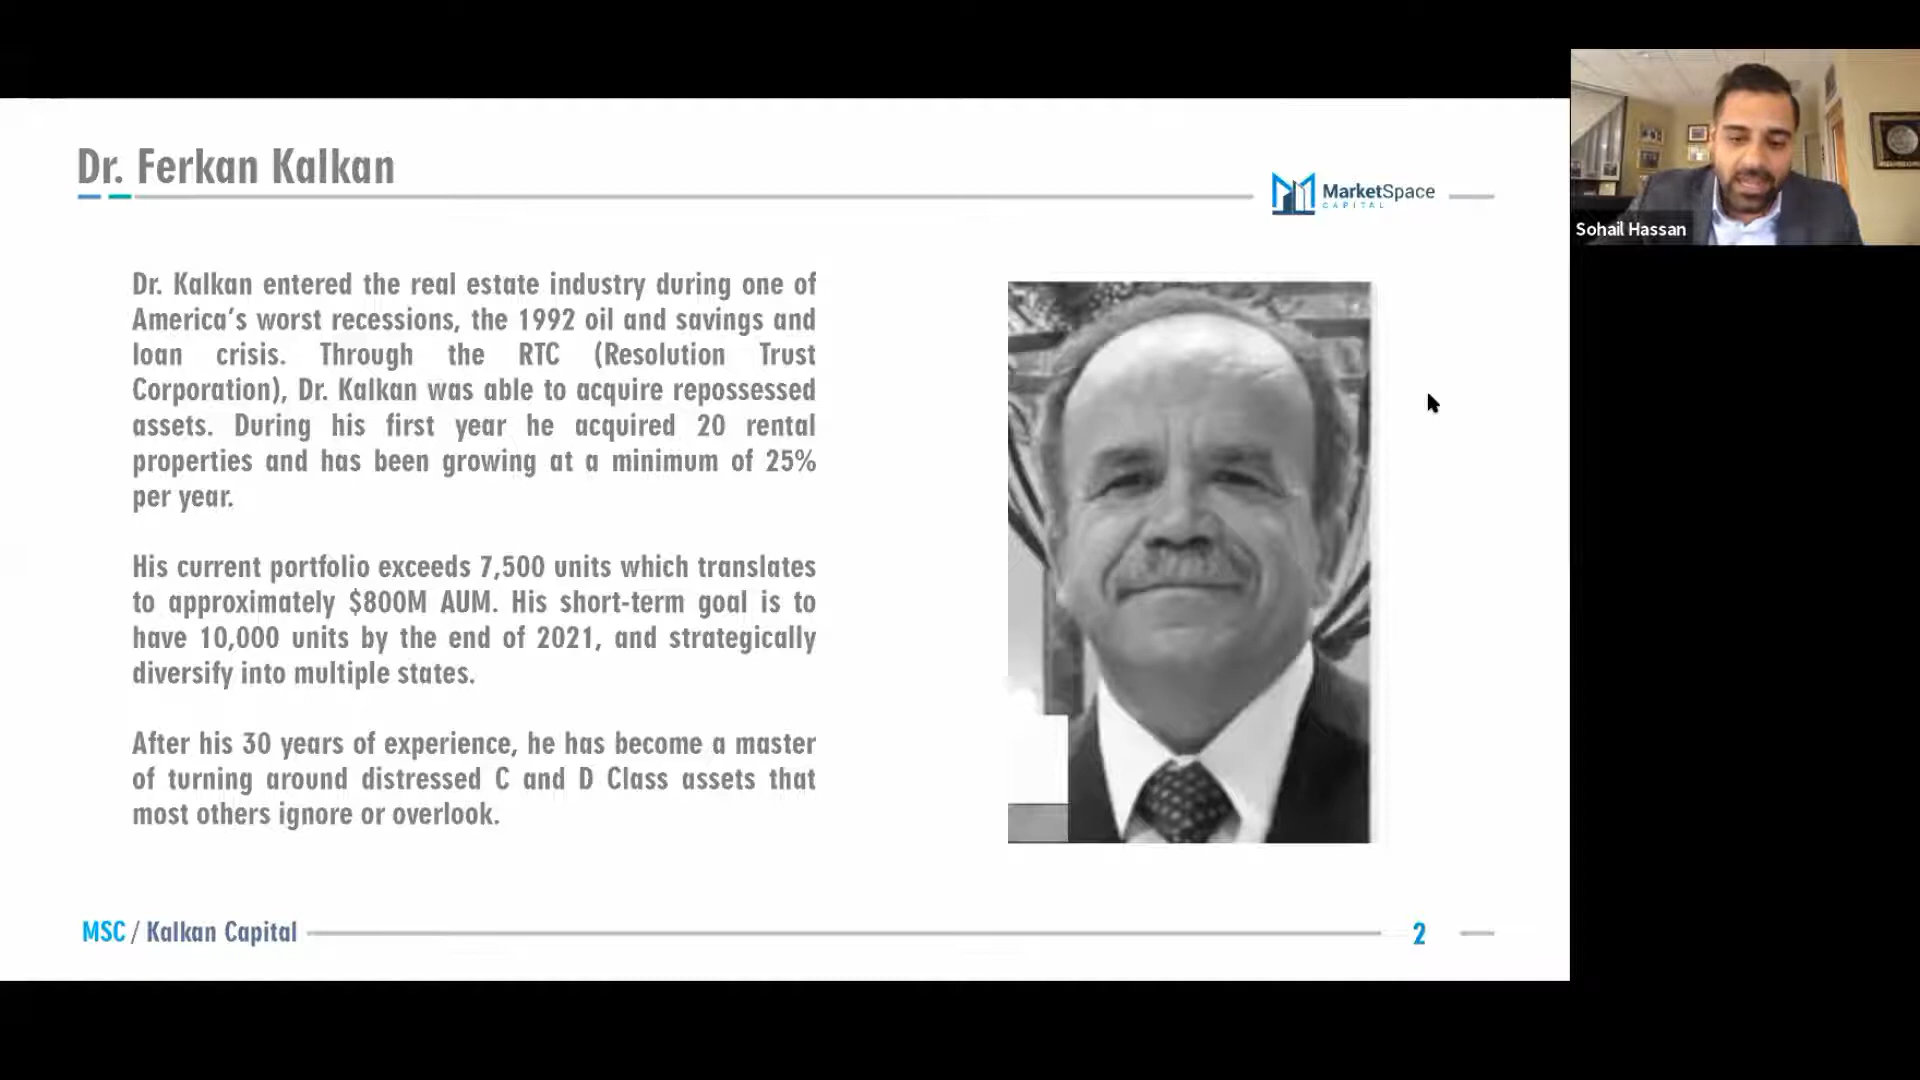 Dr. Ferkan Kalkan
MarketSpace
CAPITAL
Sohail Hassan
Dr. Kalkan entered the real estate industry during one of
America's worst recessions, the 1992 oil and savings and
loan crisis. Through the RTC (Resolution Trust
Corporation), Dr. Kalkan was able to acquire repossessed
assets. During his first year he acquired 20 rental
properties and has been growing at a minimum of 25%
per year.
His current portfolio exceeds 7,500 units which translates
to approximately $800M AUM. His short-term goal is to
have 10,000 units by the end of 2021, and strategically
diversify into multiple states.
After his 30 years of experience, he has become a master
of turning around distressed C and D Class assets that
most others ignore or overlook.
MSC / Kalkan Capital
2